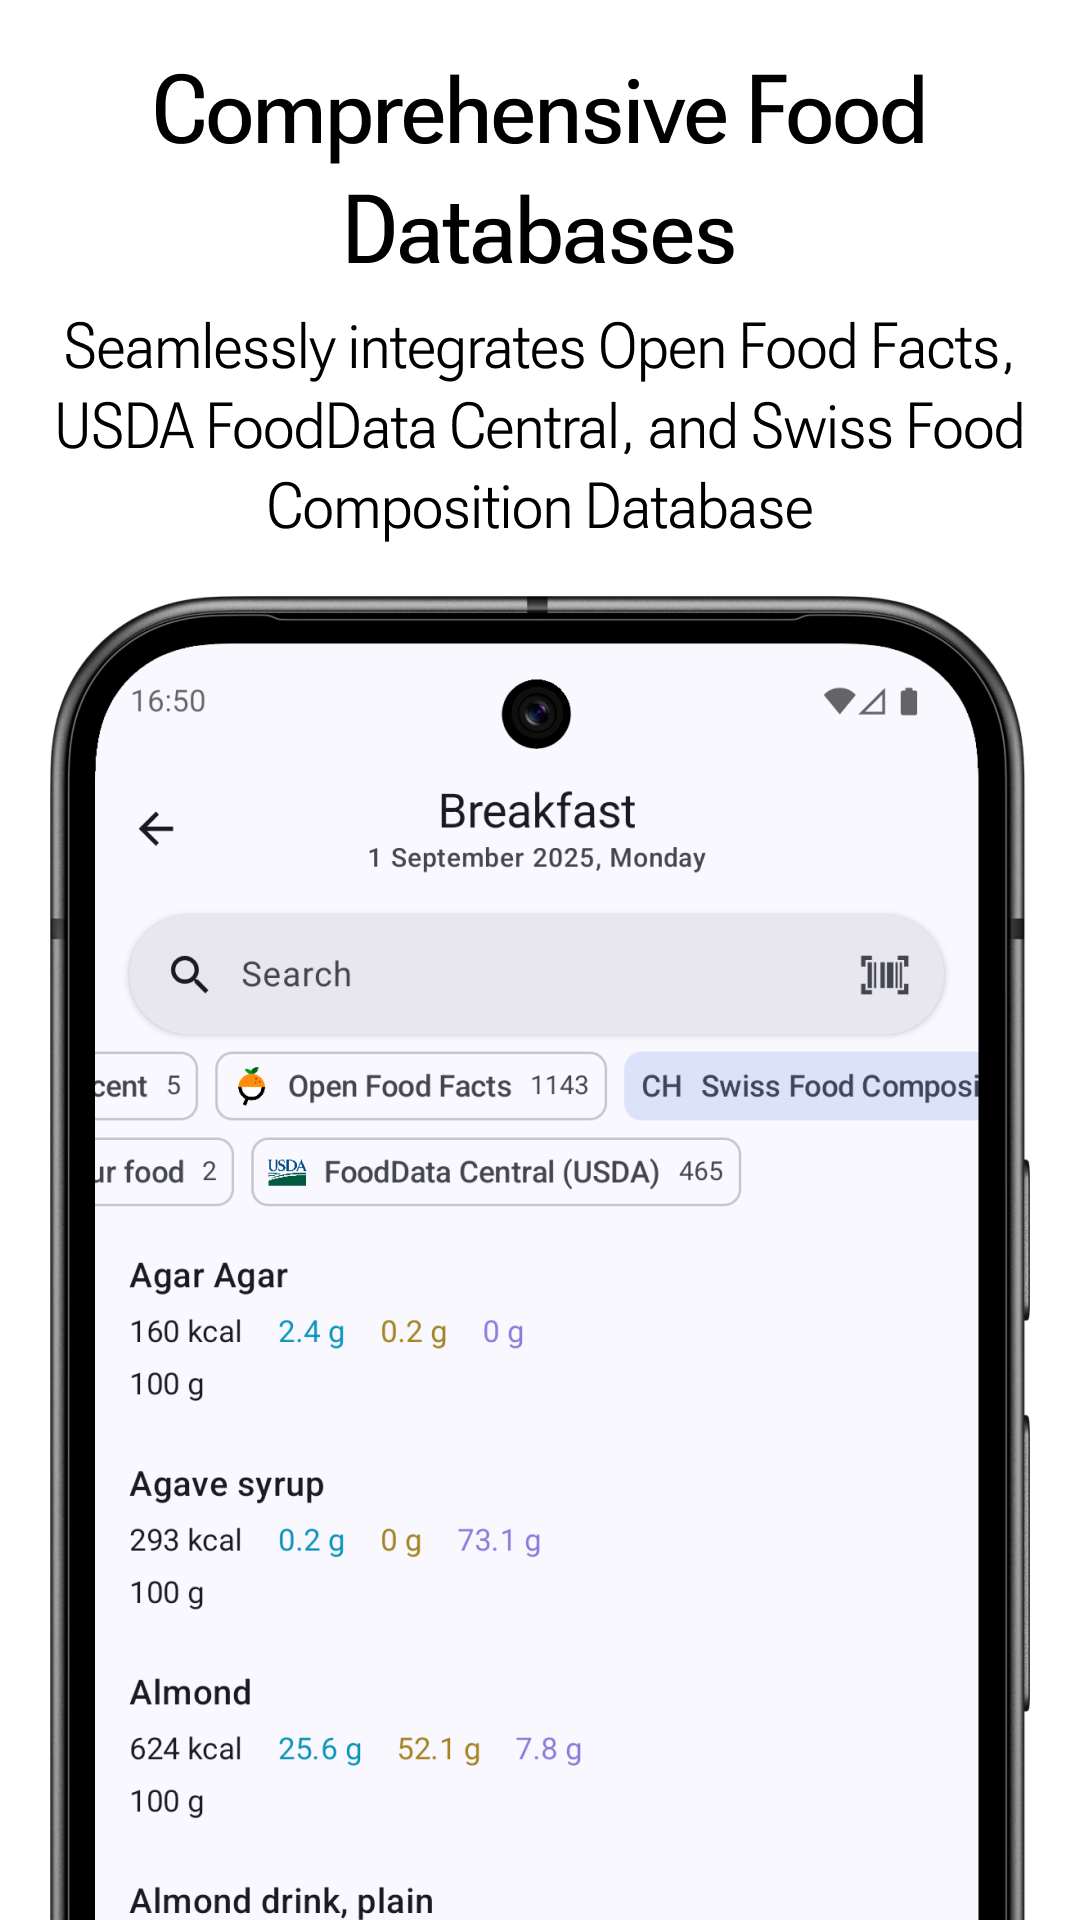 Comprehensive Food
Databases
Seamlessly integrates Open Food Facts,
USDA FoodData Central, and Swiss Food
Composition Database
16:50
Breakfast
1 September 2025, Monday
Search
cent 5 Open Food Facts 1143 CH Swiss Food Composi
ur food 2 USDA FoodData Central (USDA) 465
Agar Agar
160 kcal 2.4 g 0.2 g 0 g
100 g
Agave syrup
293 kcal 0.2 g 0 g 73.1 g
100 g
Almond
624 kcal 25.6 g 52.1 g 7.8 g
100 g
Almond drink, plain